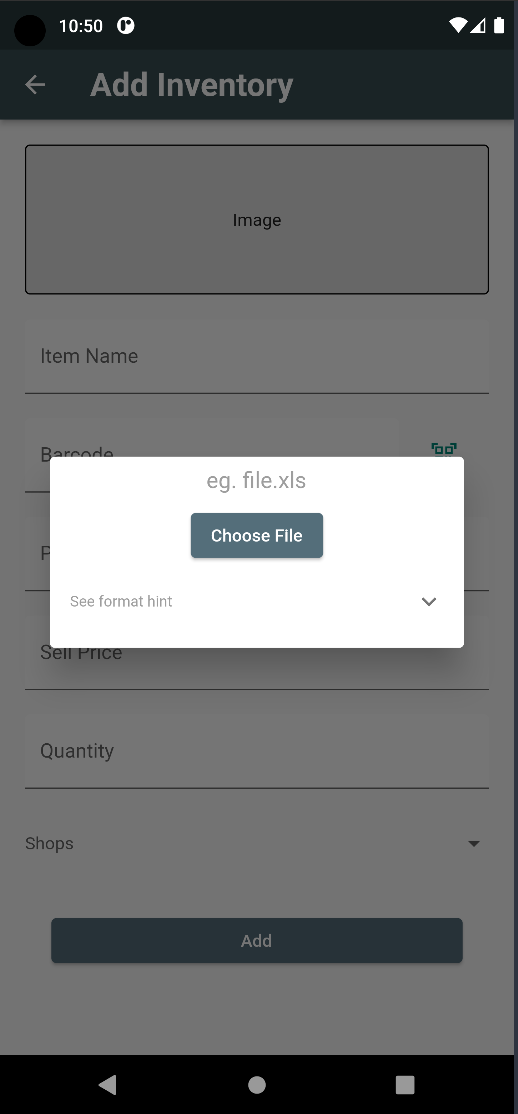 10:50
Add Inventory
Image
Item Name
Barcode
eg. file.xls
Choose File
P
See format hint
Sell Price
Quantity
Shops
Add